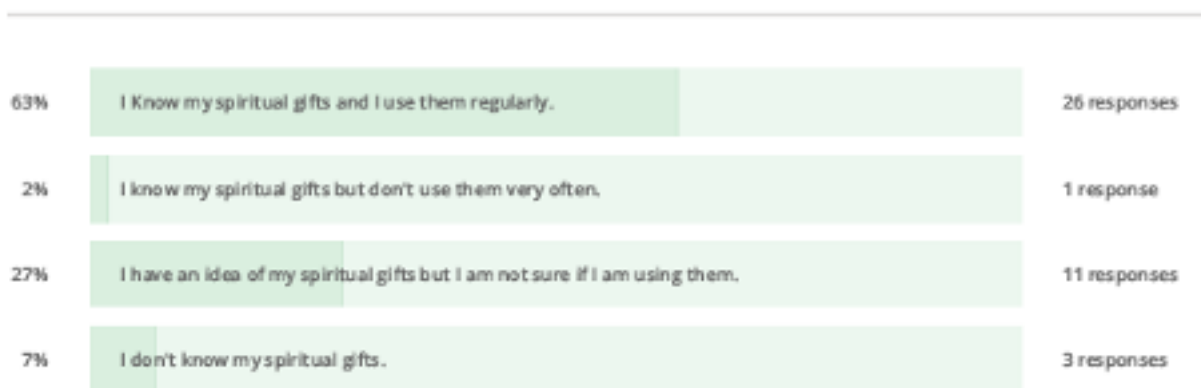 63% I Know my spiritual gifts and I use them regularly. 26 responses
2% I know my spiritual gifts but don't use them very often. 1 response
27% I have an idea of my spiritual gifts but I am not sure if I am using them. 11 responses
7% I don't know my spiritual gifts. 3 responses